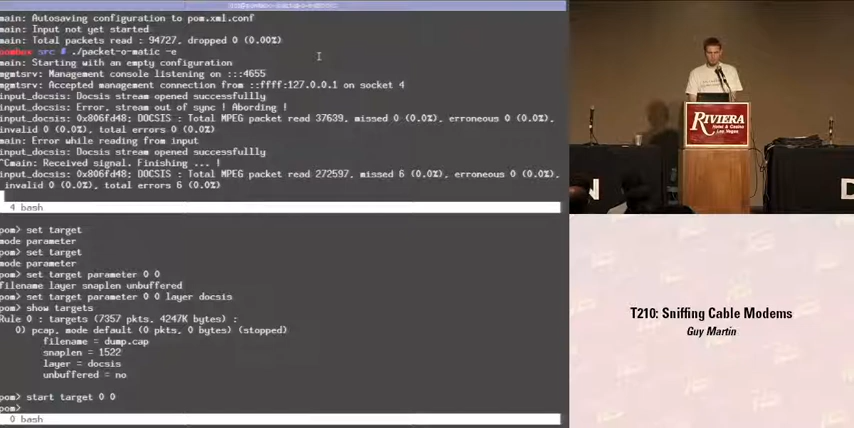 main: Autosaving configuration to pom.xml.conf
main: Input not yet started
main: Total packets read : 94727, dropped 0 (0.00%)
src # ./packet-o-matic -e
main: Starting with an empty configuration
mgmtsrv: Management console listening on :::4655
mgmtsrv: Accepted management connection from ::ffff:127.0.0.1 on socket 4
input_docsis: Docsis stream opened successfullly
input_docsis: Error, stream out of sync ! Abording !
input_docsis: 0x806fd48; DOCSIS : Total MPEG packet read 37639, missed 0 (0.0%), erroneous 0 (0.0%),
invalid 0 (0.0%), total errors 0 (0.0%)
main: Error while reading from input
input_docsis: Docsis stream opened successfullly
^Cmain: Received signal. Finishing ... !
input_docsis: 0x806fd48; DOCSIS : Total MPEG packet read 272597, missed 6 (0.0%), erroneous 0 (0.0%),
invalid 0 (0.0%), total errors 6 (0.0%)
4 bash
pom> set target
mode parameter
pom> set target
mode parameter
pom> set target parameter 0 0
filename layer snaplen unbuffered
pom> set target parameter 0 0 layer docsis
pom> show targets
Rule 0 : targets (7357 pkts, 4247K bytes) :
0) pcap, mode default (0 pkts, 0 bytes) (stopped)
filename = dump.cap
snaplen = 1522
layer = docsis
unbuffered = no
pom> start target 0 0
pom>
0 bash
RIVIERA
Hotel & Casino
Las Vegas
N
D
T210: Sniffing Cable Modems
Guy Martin